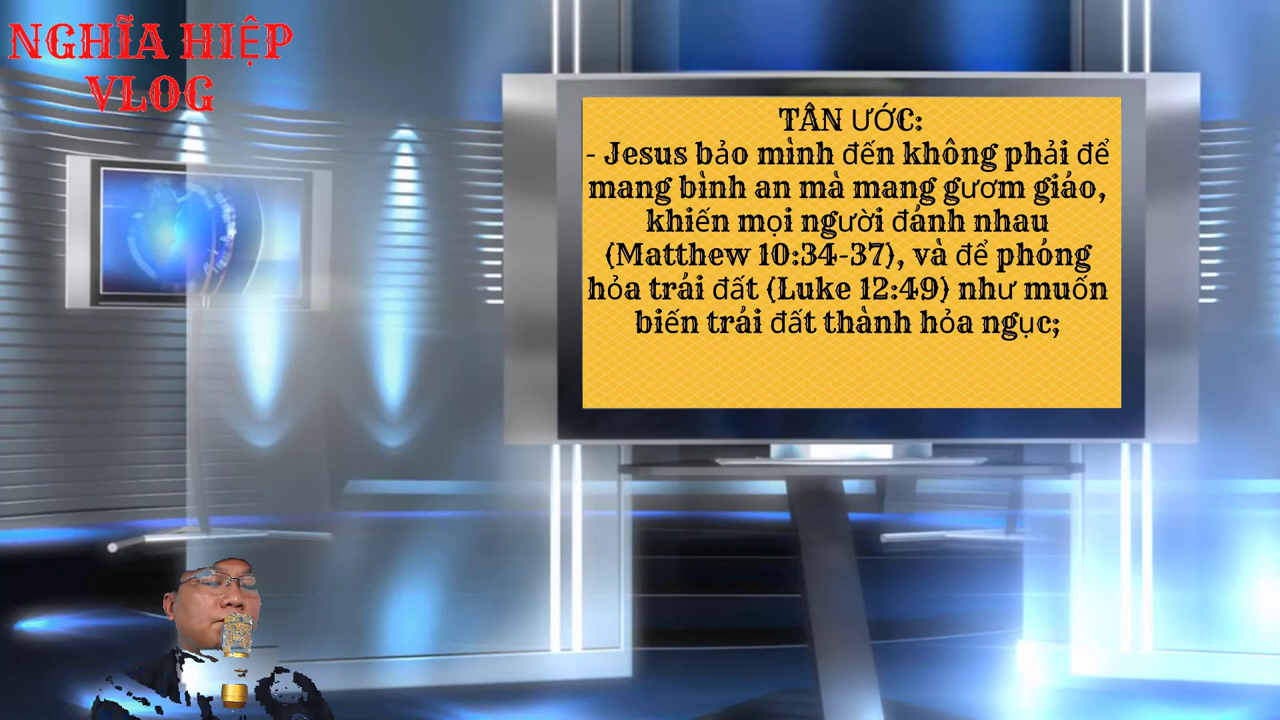 NGHĨA HIỆP
VLOG
TÂN ƯỚC:
- Jesus bảo mình đến không phải để
mang bình an mà mang gươm giáo,
khiến mọi người đánh nhau
(Matthew 10:34-37), và để phóng
hỏa trái đất (Luke 12:49) như muốn
biến trái đất thành hỏa ngục;